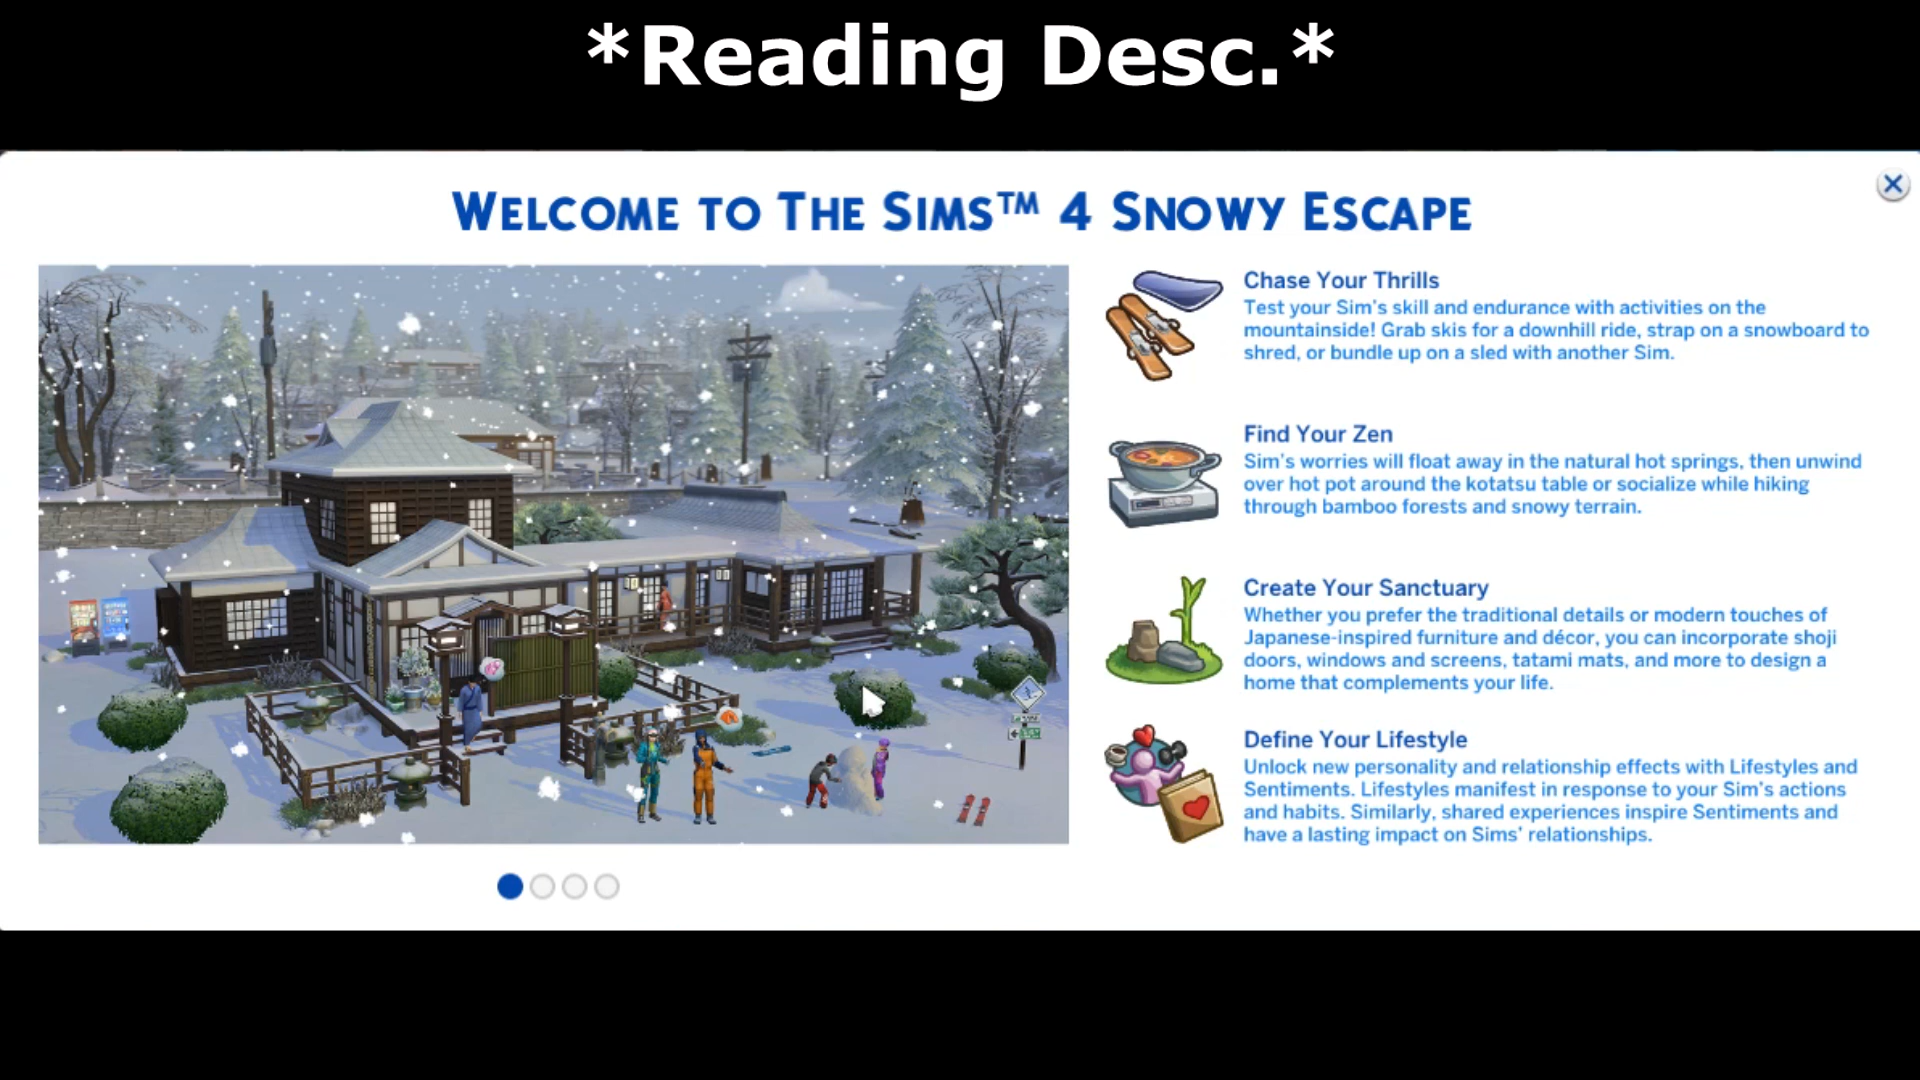 *Reading Desc.*
WELCOME TO THE SIMS™ 4 SNOWY ESCAPE
Chase Your Thrills
Test your Sim's skill and endurance with activities on the
mountainside! Grab skis for a downhill ride, strap on a snowboard to
shred, or bundle up on a sled with another Sim.
Find Your Zen
Sim's worries will float away in the natural hot springs, then unwind
over hot pot around the kotatsu table or socialize while hiking
through bamboo forests and snowy terrain.
Create Your Sanctuary
Whether you prefer the traditional details or modern touches of
Japanese-inspired furniture and décor, you can incorporate shoji
doors, windows and screens, tatami mats, and more to design a
home that complements your life.
Define Your Lifestyle
Unlock new personality and relationship effects with Lifestyles and
Sentiments. Lifestyles manifest in response to your Sim's actions
and habits. Similarly, shared experiences inspire Sentiments and
have a lasting impact on Sims' relationships.